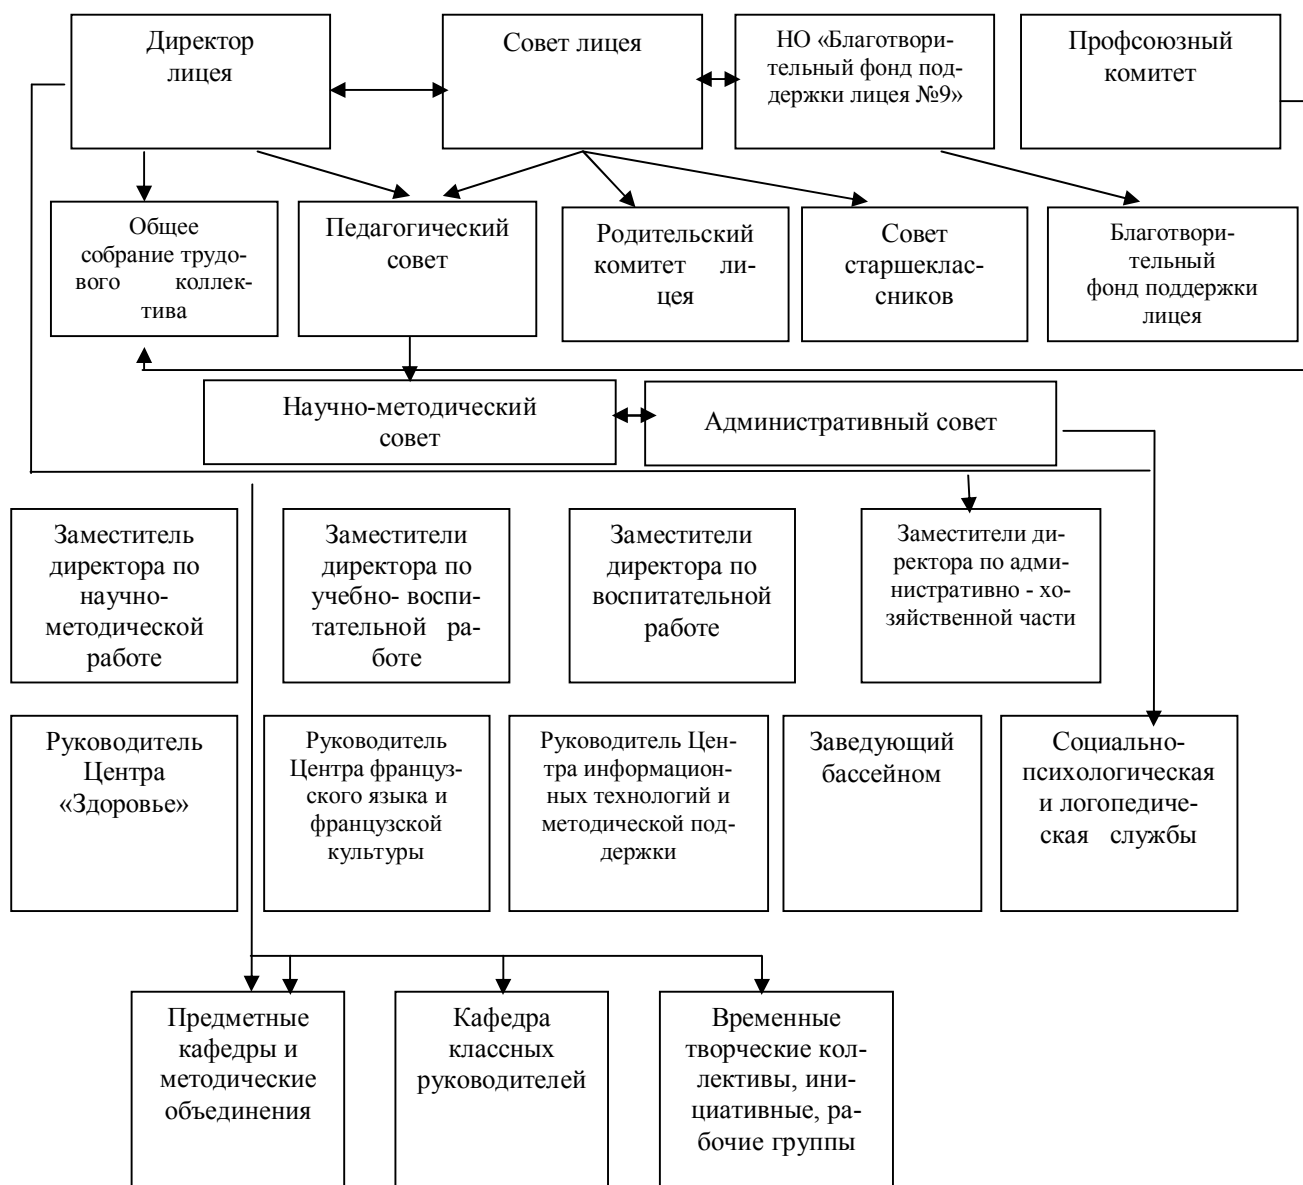 Директор
лицея
Совет лицея
НО «Благотвори-
тельный фонд под-
держки лицея №9»
Профсоюзный
комитет
Общее
собрание трудо-
вого коллек-
тива
Педагогический
совет
Родительский
комитет ли-
цея
Совет
старшеклас-
сников
Благотвори-
тельный
фонд поддержки
лицея
Научно-методический
совет
Административный совет
Заместитель
директора по
научно-
методической
работе
Заместители
директора по
учебно- воспи-
тательной ра-
боте
Заместители
директора по
воспитательной
работе
Заместители ди-
ректора по адми-
нистративно - хо-
зяйственной части
Руководитель
Центра
«Здоровье»
Руководитель
Центра француз-
ского языка и
французской
культуры
Руководитель Цен-
тра информацион-
ных технологий и
методической под-
держки
Заведующий
бассейном
Социально-
психологическая
и логопедиче-
ская службы
Предметные
кафедры и
методические
объединения
Кафедра
классных
руководителей
Временные
творческие кол-
лективы, ини-
циативные, ра-
бочие группы